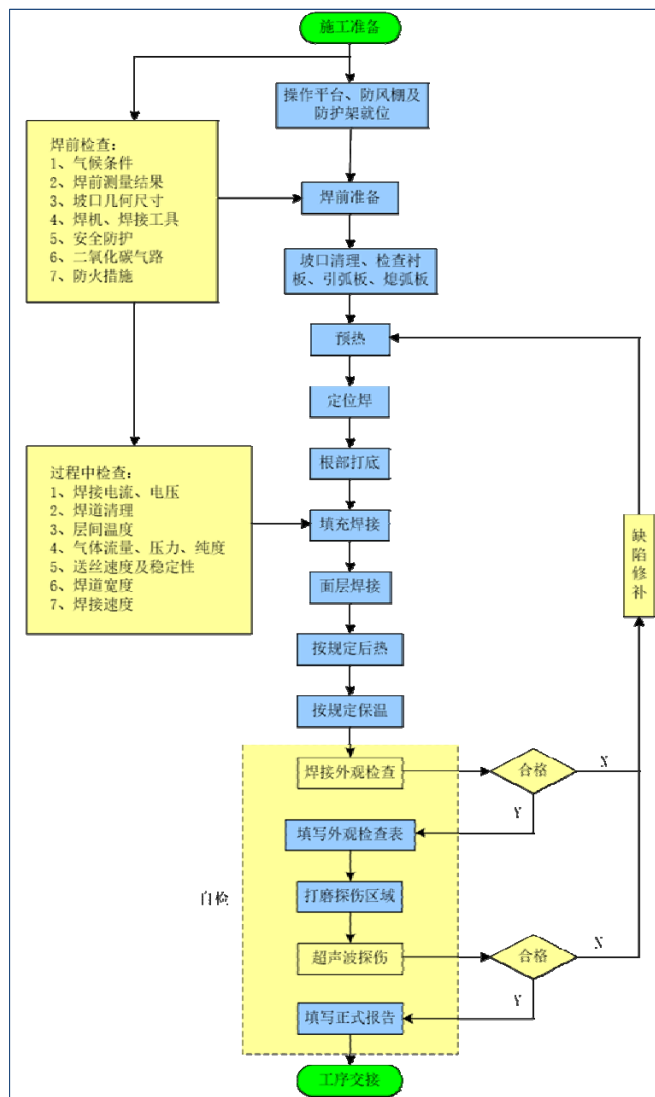 施工准备
操作平台、防风棚及
防护架就位
焊前检查：
1、气候条件
2、焊前测量结果
3、坡口几何尺寸
4、焊机、焊接工具
5、安全防护
6、二氧化碳气路
7、防火措施
焊前准备
坡口清理、检查衬
板、引弧板、熄弧板
预热
定位焊
根部打底
过程中检查：
1、焊接电流、电压
2、焊道清理
3、层间温度
4、气体流量、压力、纯度
5、送丝速度及稳定性
6、焊道宽度
7、焊接速度
填充焊接
缺陷修补
面层焊接
按规定后热
按规定保温
焊接外观检查
合格
X
Y
填写外观检查表
自检
打磨探伤区域
超声波探伤
合格
X
Y
填写正式报告
工序交接